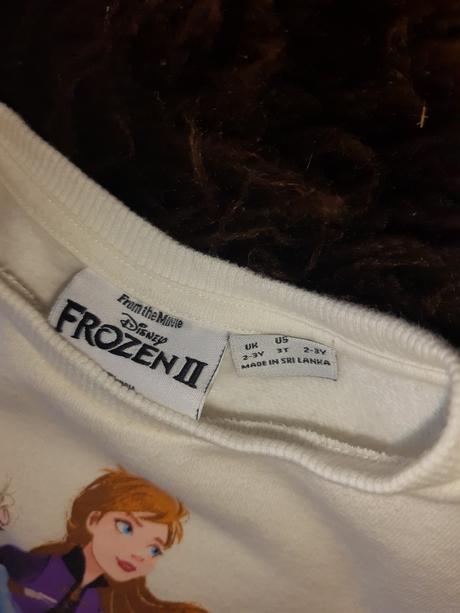 From the Movie
Disney
FROZEN II
UK US
2-3Y 3T 2-3Y
MADE IN SRI LANKA